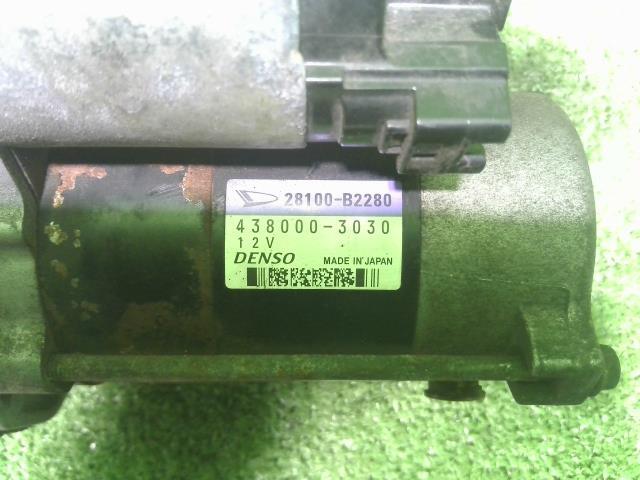 28100-B2280
438000-3030
12V
DENSO MADE IN JAPAN